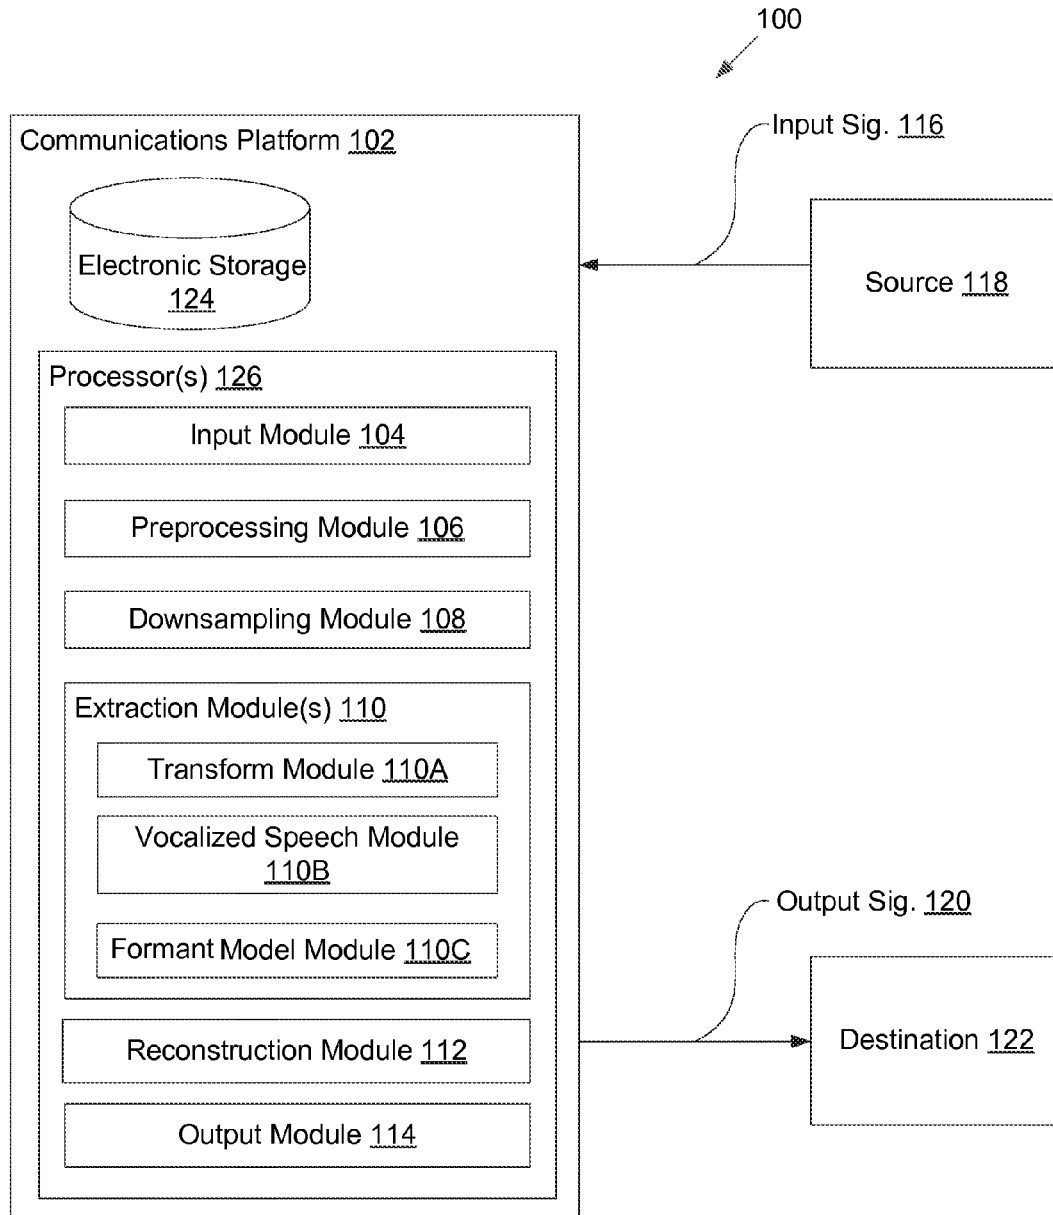 100
Communications Platform 102
Input Sig. 116
Electronic Storage
124
Source 118
Processor(s) 126
Input Module 104
Preprocessing Module 106
Downsampling Module 108
Extraction Module(s) 110
Transform Module 110A
Vocalized Speech Module
110B
Formant Model Module 110C
Output Sig. 120
Destination 122
Reconstruction Module 112
Output Module 114